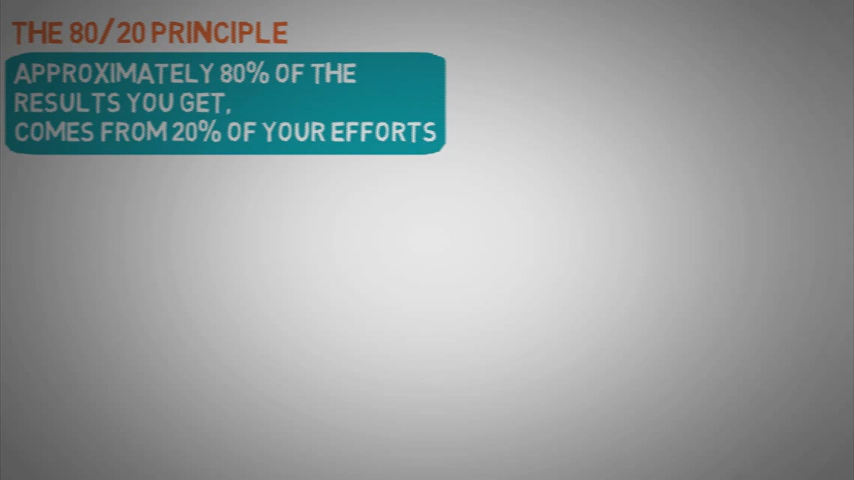 THE 80/20 PRINCIPLE
APPROXIMATELY 80% OF THE
RESULTS YOU GET,
COMES FROM 20% OF YOUR EFFORTS